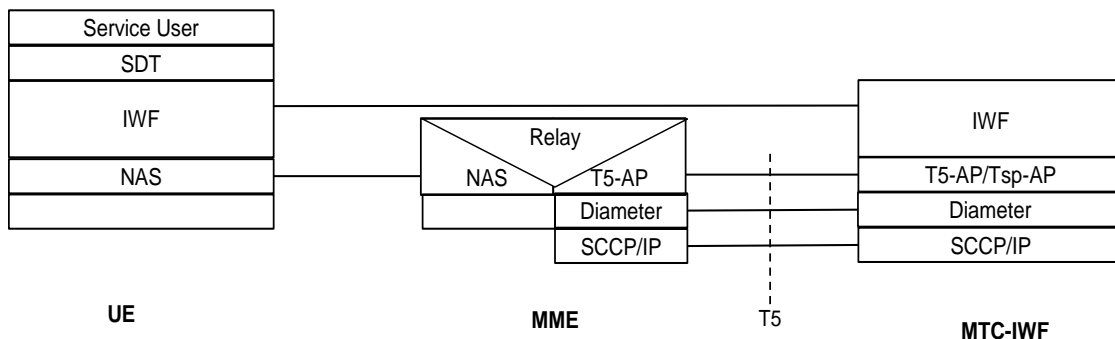 Service User
SDT
IWF
NAS
Relay
NAS
T5-AP
Diameter
SCCP/IP
IWF
T5-AP/Tsp-AP
Diameter
SCCP/IP
UE
MME
T5
MTC-IWF